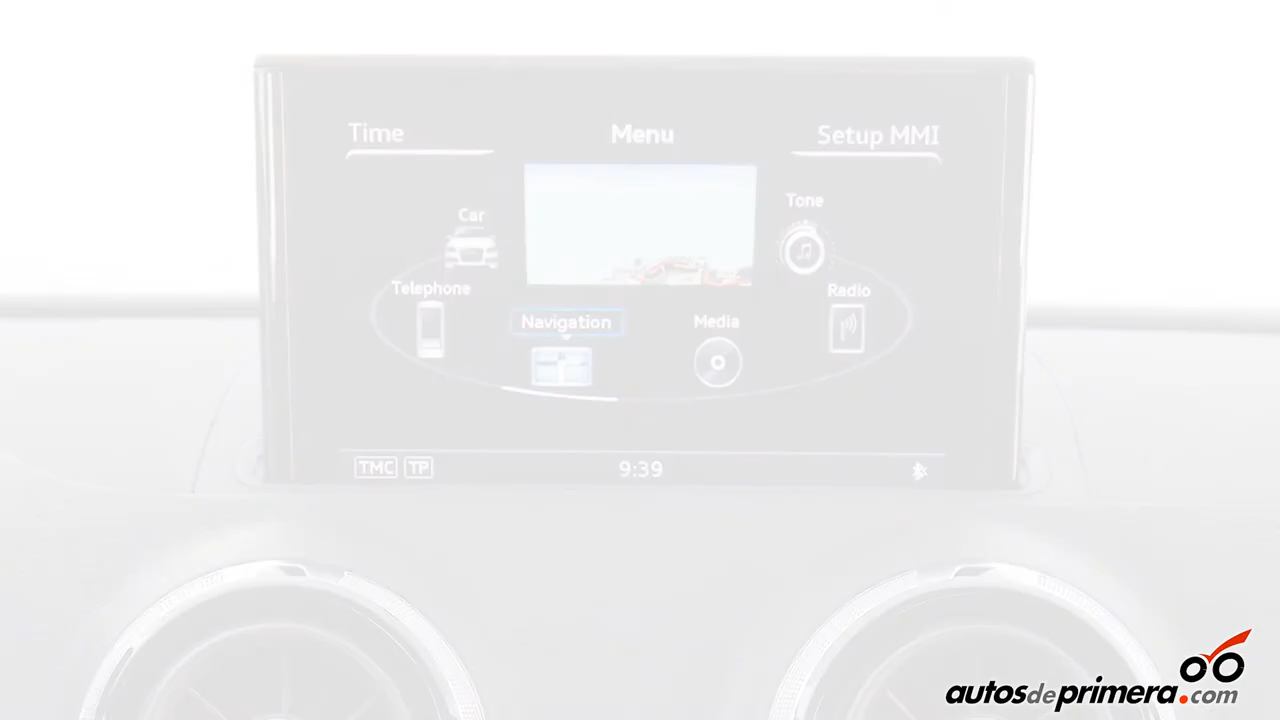 Time Menu Setup MMI
Car Tone
Telephone Radio
Navigation Media
TMC TP 9:39
autosdeprimera.com